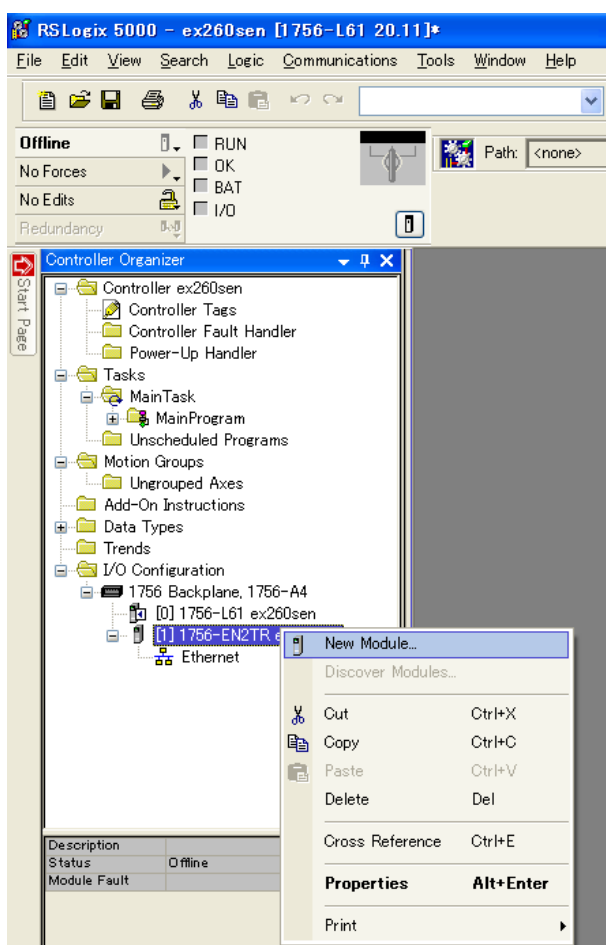 RSLogix 5000 - ex260sen [1756-L61 20.11]*
File Edit View Search Logic Communications Tools Window Help
Offline
RUN
No Forces
OK
No Edits
BAT
Redundancy
I/O
Path: <none>
Start Page
Controller Organizer
Controller ex260sen
Controller Tags
Controller Fault Handler
Power-Up Handler
Tasks
MainTask
MainProgram
Unscheduled Programs
Motion Groups
Ungrouped Axes
Add-On Instructions
Data Types
Trends
I/O Configuration
1756 Backplane, 1756-A4
[0] 1756-L61 ex260sen
[1] 1756-EN2TR
Ethernet
New Module...
Discover Modules...
Cut Ctrl+X
Copy Ctrl+C
Paste Ctrl+V
Delete Del
Cross Reference Ctrl+E
Properties Alt+Enter
Print
Description
Status Offline
Module Fault